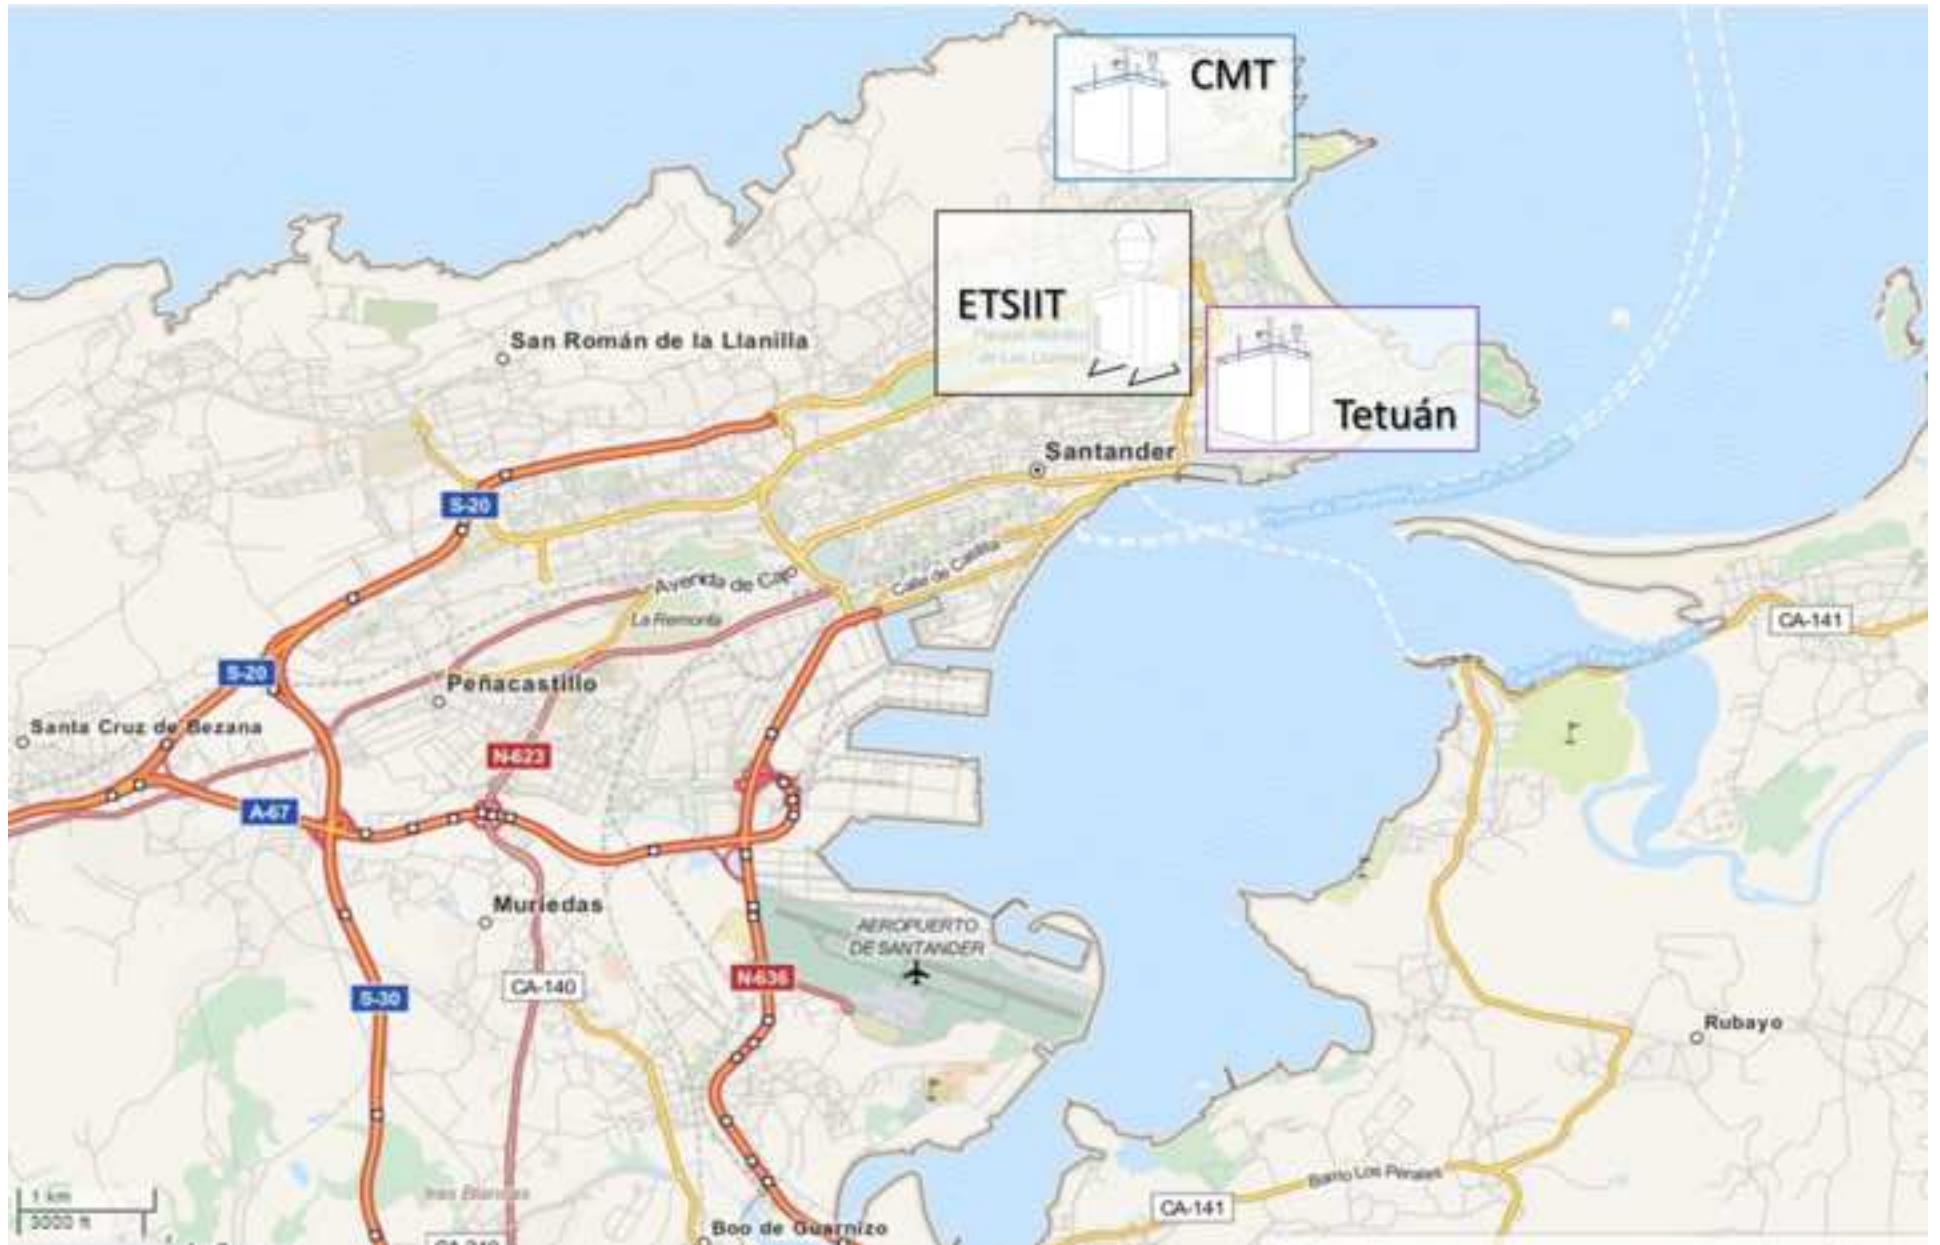 CMT
ETSIIT
San Román de la Llanilla
Tetuán
Santander
S-20
Calle de Castilla
Avenida de Cajo
La Remonta
CA-141
S-20
Peñacastillo
Santa Cruz de Bezana
N-623
A-67
Muriedas
AEROPUERTO
DE SANTANDER
N-636
CA-140
S-30
Rubayo
Barrio Los Perales
1 km
3000 ft
CA-141
Boo de Guarnizo